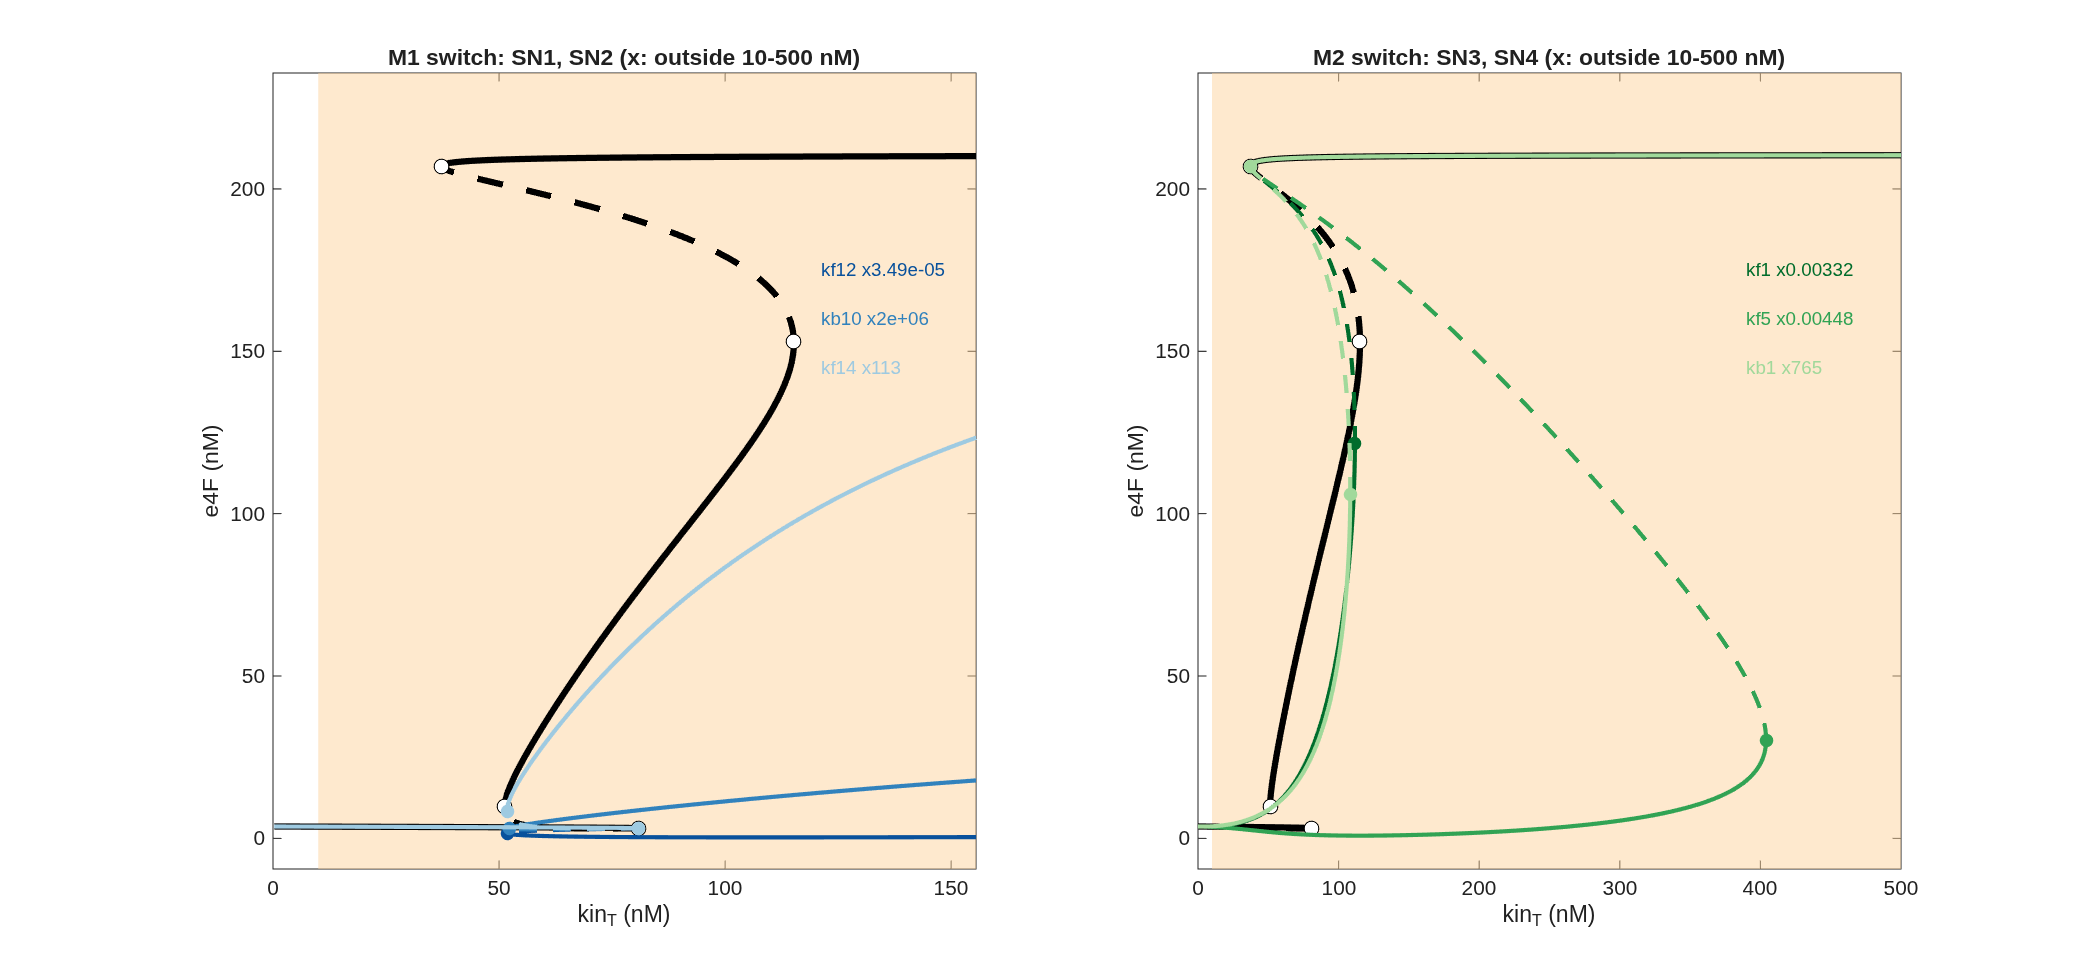 M1 switch: SN1, SN2 (x: outside 10-500 nM)
200
150
100
50
0
e4F (nM)
kf12 x3.49e-05
kb10 x2e+06
kf14 x113
0 50 100 150
kinT (nM)
M2 switch: SN3, SN4 (x: outside 10-500 nM)
200
150
100
50
0
e4F (nM)
kf1 x0.00332
kf5 x0.00448
kb1 x765
0 100 200 300 400 500
kinT (nM)